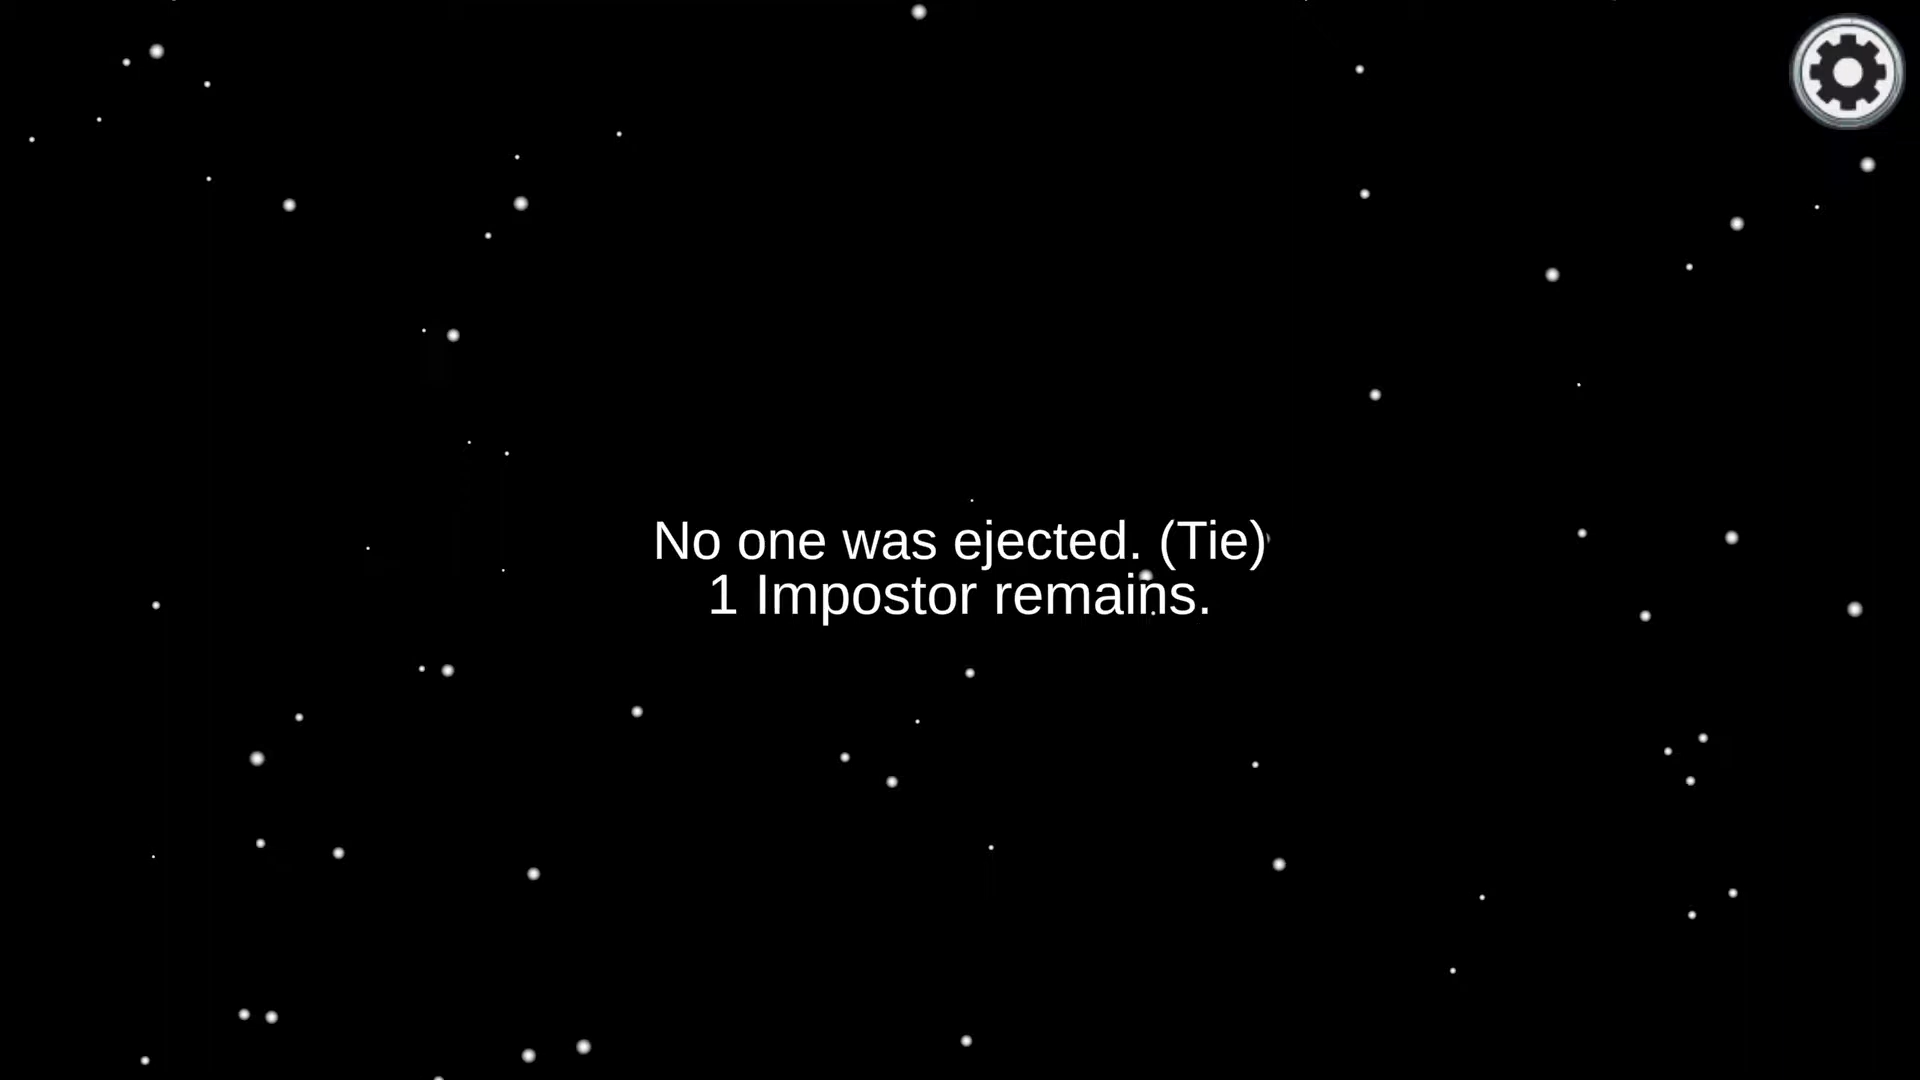 No one was ejected. (Tie)
1 Impostor remains.